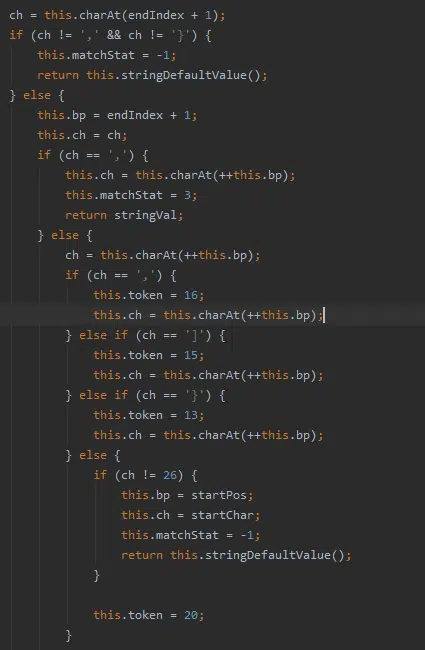 ch = this.charAt(endIndex + 1);
if (ch != ',' && ch != '}') {
    this.matchStat = -1;
    return this.stringDefaultValue();
} else {
    this.bp = endIndex + 1;
    this.ch = ch;
    if (ch == ',') {
        this.ch = this.charAt(++this.bp);
        this.matchStat = 3;
        return stringVal;
    } else {
        ch = this.charAt(++this.bp);
        if (ch == ',') {
            this.token = 16;
            this.ch = this.charAt(++this.bp);
        } else if (ch == ']') {
            this.token = 15;
            this.ch = this.charAt(++this.bp);
        } else if (ch == '}') {
            this.token = 13;
            this.ch = this.charAt(++this.bp);
        } else {
            if (ch != 26) {
                this.bp = startPos;
                this.ch = startChar;
                this.matchStat = -1;
                return this.stringDefaultValue();
            }

            this.token = 20;
        }